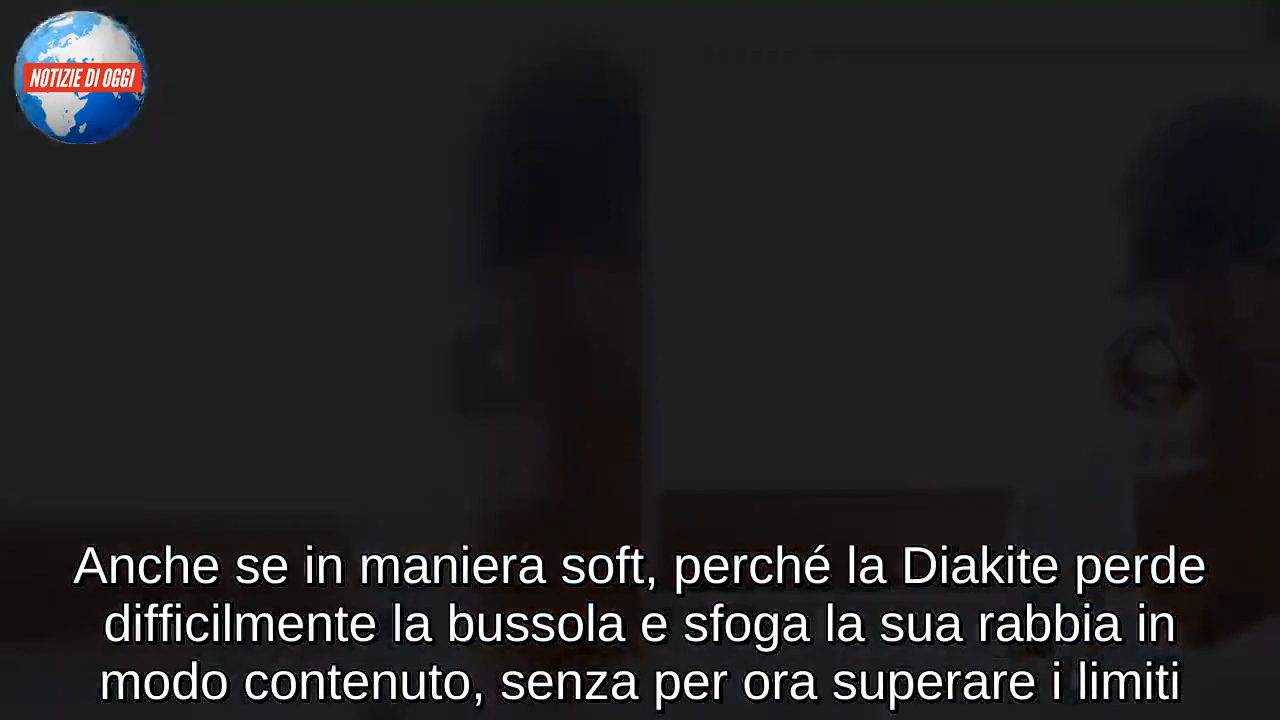 NOTIZIE DI OGGI
Anche se in maniera soft, perché la Diakite perde
difficilmente la bussola e sfoga la sua rabbia in
modo contenuto, senza per ora superare i limiti